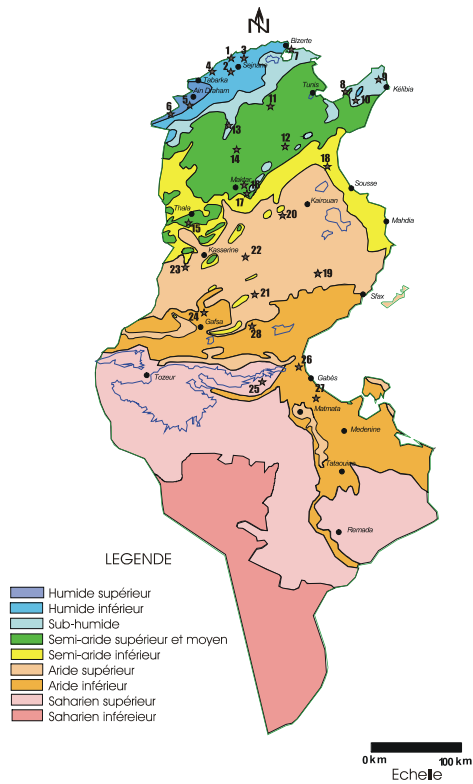 N
Bizerte
1
3
7
Sejnane
4
2
Tabarka
9
Tunis
8
Kélibia
Ain Draham
5
10
6
11
13
12
14
18
Maktar
16
Sousse
17
Kairouan
Thala
20
Mahdia
15
Kasserine
22
23
19
21
Sfax
24
Gafsa
28
26
Tozeur
Gabès
25
27
Matmata
Medenine
Tataouine
Remada
LEGENDE
Humide supérieur
Humide inférieur
Sub-humide
Semi-aride supérieur et moyen
Semi-aride inférieur
Aride supérieur
Aride inférieur
Saharien supérieur
Saharien inféreieur
0 km 100 km
Echelle